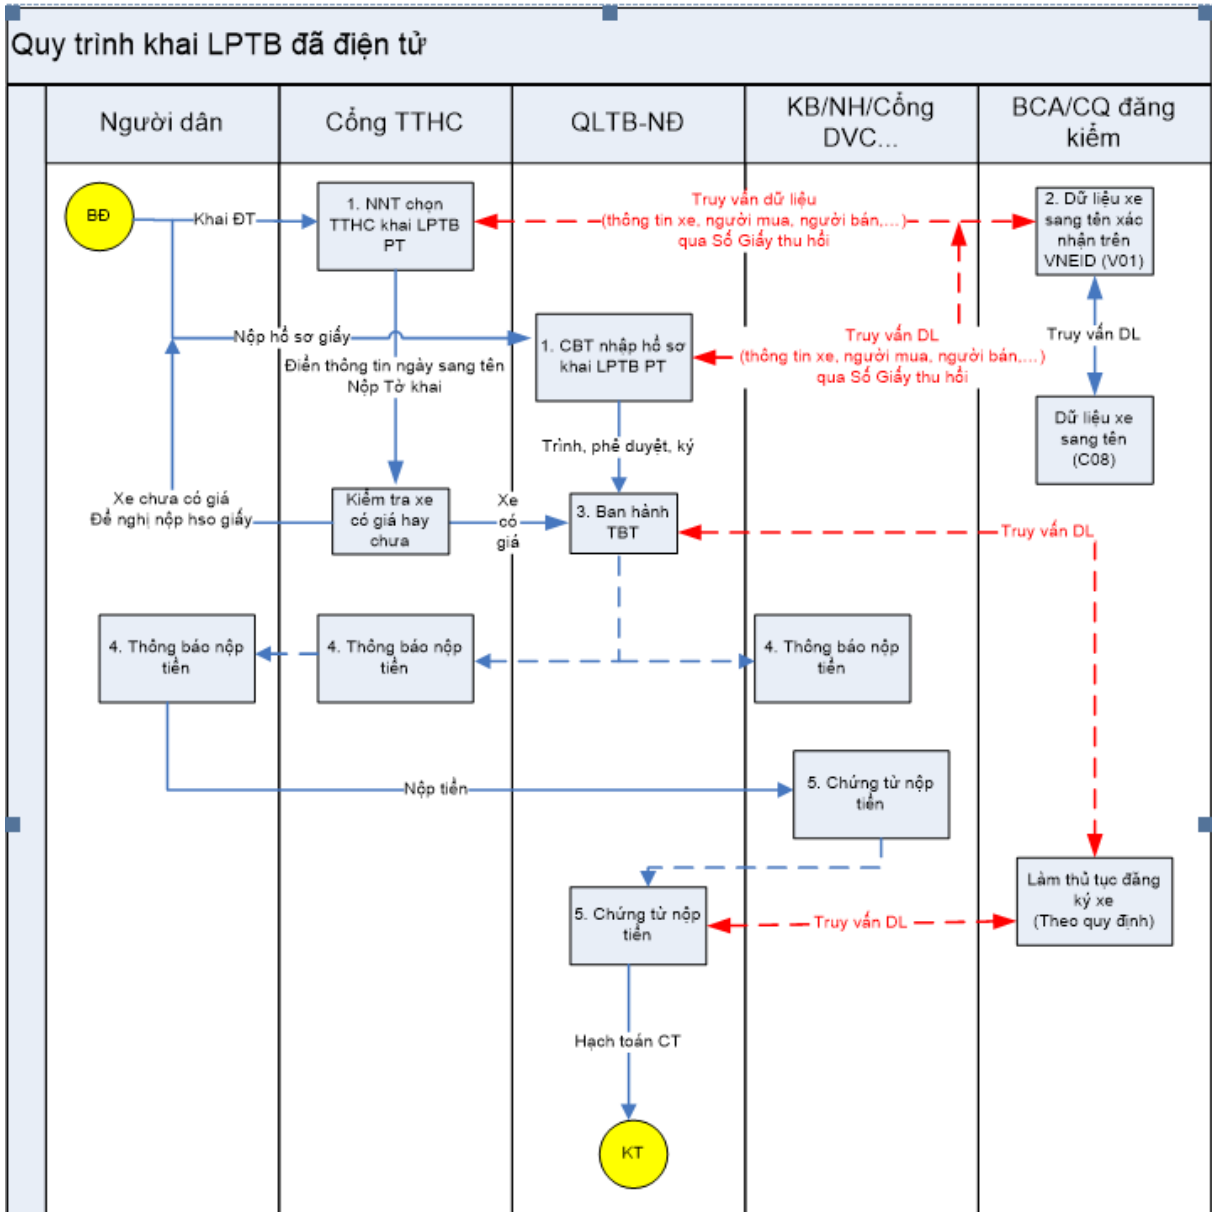 Quy trình khai LPTB đã điện tử
Người dân
Cổng TTHC
QLTB-NĐ
KB/NH/Cổng
DVC...
BCA/CQ đăng
kiểm
BĐ
Khai ĐT
1. NNT chọn
TTHC khai LPTB
PT
Truy vấn dữ liệu
(thông tin xe, người mua, người bán,...)
qua Số Giấy thu hồi
2. Dữ liệu xe
sang tên xác
nhận trên
VNEID (V01)
Nộp hồ sơ giấy
Điền thông tin ngày sang tên
Nộp Tờ khai
1. CBT nhập hồ sơ
khai LPTB PT
Truy vấn DL
(thông tin xe, người mua, người bán,...)
qua Số Giấy thu hồi
Truy vấn DL
Dữ liệu xe
sang tên
(C08)
Trình, phê duyệt, ký
Xe chưa có giá
Đề nghị nộp hso giấy
Kiểm tra xe
có giá hay
chưa
Xe
có
giá
3. Ban hành
TBT
Truy vấn DL
4. Thông báo nộp
tiền
4. Thông báo nộp
tiền
4. Thông báo nộp
tiền
Nộp tiền
5. Chứng từ nộp
tiền
5. Chứng từ nộp
tiền
Truy vấn DL
Làm thủ tục đăng
ký xe
(Theo quy định)
Hạch toán CT
KT